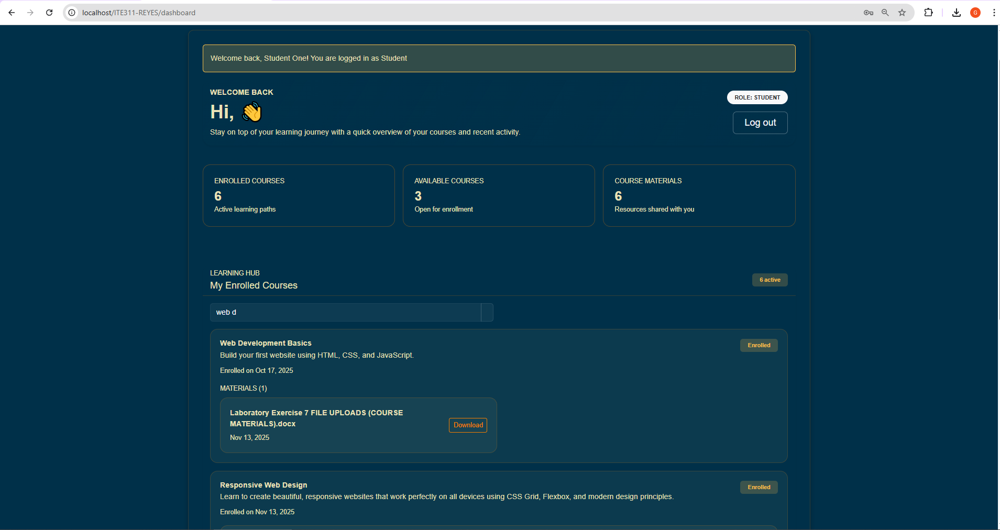 localhost/ITE311-REYES/dashboard
G
Welcome back, Student One! You are logged in as Student
WELCOME BACK
Hi, 👋
Stay on top of your learning journey with a quick overview of your courses and recent activity.
ROLE: STUDENT
Log out
ENROLLED COURSES
6
Active learning paths
AVAILABLE COURSES
3
Open for enrollment
COURSE MATERIALS
6
Resources shared with you
LEARNING HUB
My Enrolled Courses
6 active
web d
Web Development Basics
Enrolled
Build your first website using HTML, CSS, and JavaScript.
Enrolled on Oct 17, 2025
MATERIALS (1)
Laboratory Exercise 7 FILE UPLOADS (COURSE
MATERIALS).docx
Download
Nov 13, 2025
Responsive Web Design
Enrolled
Learn to create beautiful, responsive websites that work perfectly on all devices using CSS Grid, Flexbox, and modern design principles.
Enrolled on Nov 13, 2025